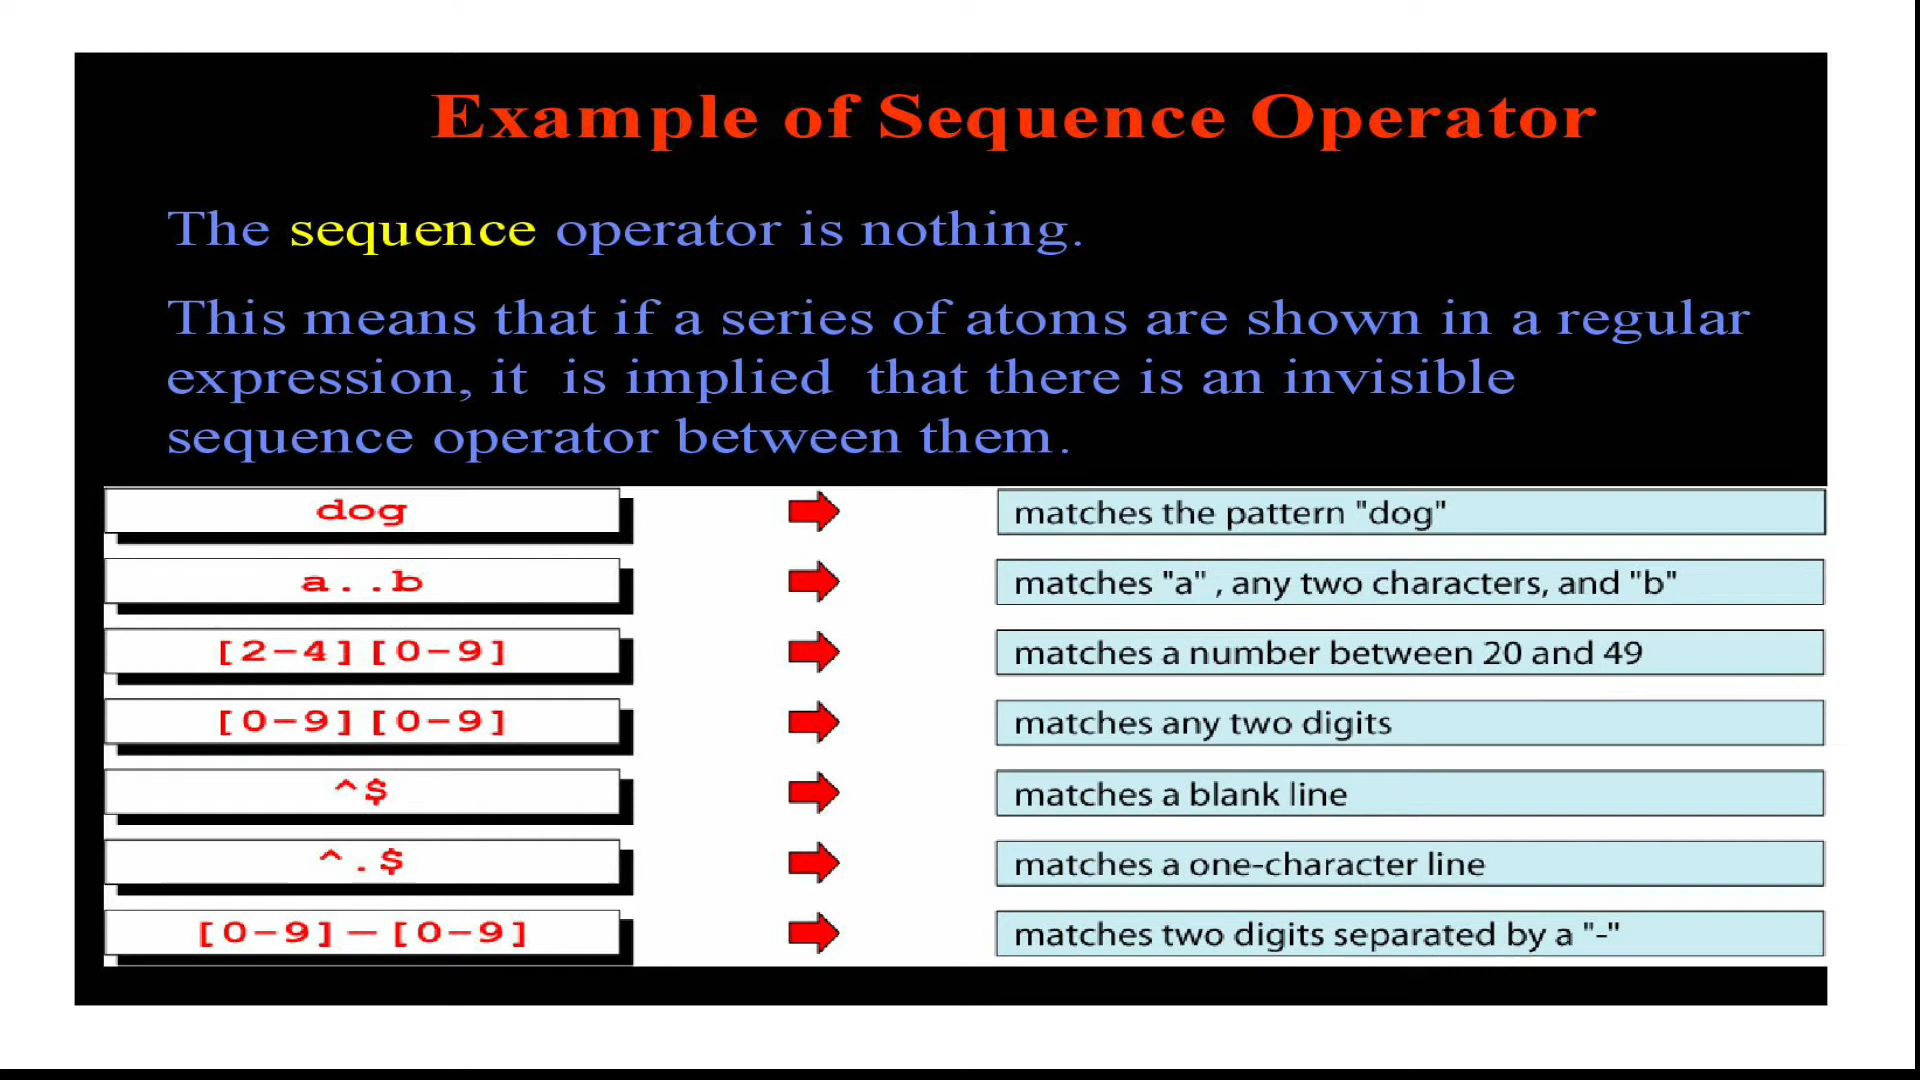 Example of Sequence Operator
The sequence operator is nothing.
This means that if a series of atoms are shown in a regular
expression, it is implied that there is an invisible
sequence operator between them.
dog matches the pattern "dog"
a..b matches "a" , any two characters, and "b"
[2-4][0-9] matches a number between 20 and 49
[0-9][0-9] matches any two digits
^$ matches a blank line
^.$ matches a one-character line
[0-9]-[0-9] matches two digits separated by a "-"